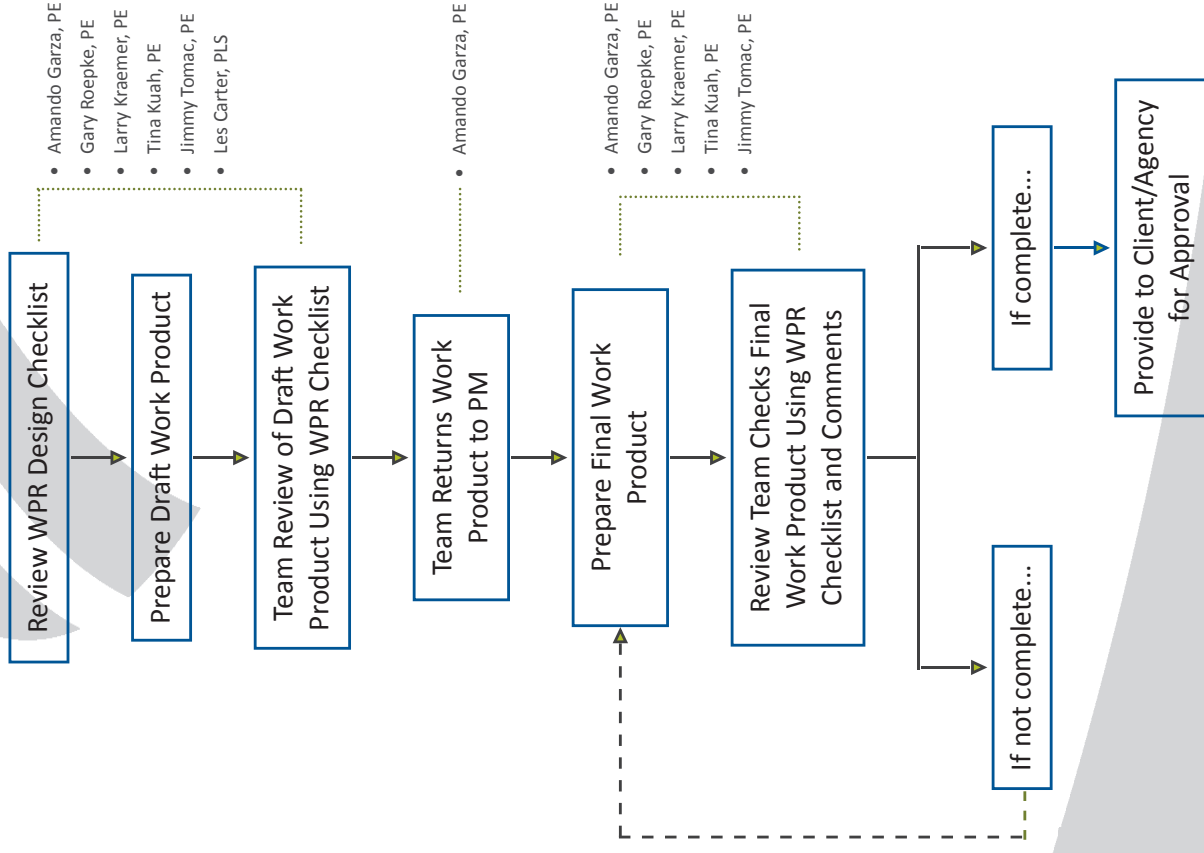 Review WPR Design Checklist
• Amando Garza, PE
• Gary Roepke, PE
• Larry Kraemer, PE
• Tina Kuah, PE
• Jimmy Tomac, PE
• Les Carter, PLS
Prepare Draft Work Product
Team Review of Draft Work
Product Using WPR Checklist
Team Returns Work
Product to PM
• Amando Garza, PE
Prepare Final Work
Product
• Amando Garza, PE
• Gary Roepke, PE
• Larry Kraemer, PE
• Tina Kuah, PE
• Jimmy Tomac, PE
Review Team Checks Final
Work Product Using WPR
Checklist and Comments
If not complete...
If complete...
Provide to Client/Agency
for Approval